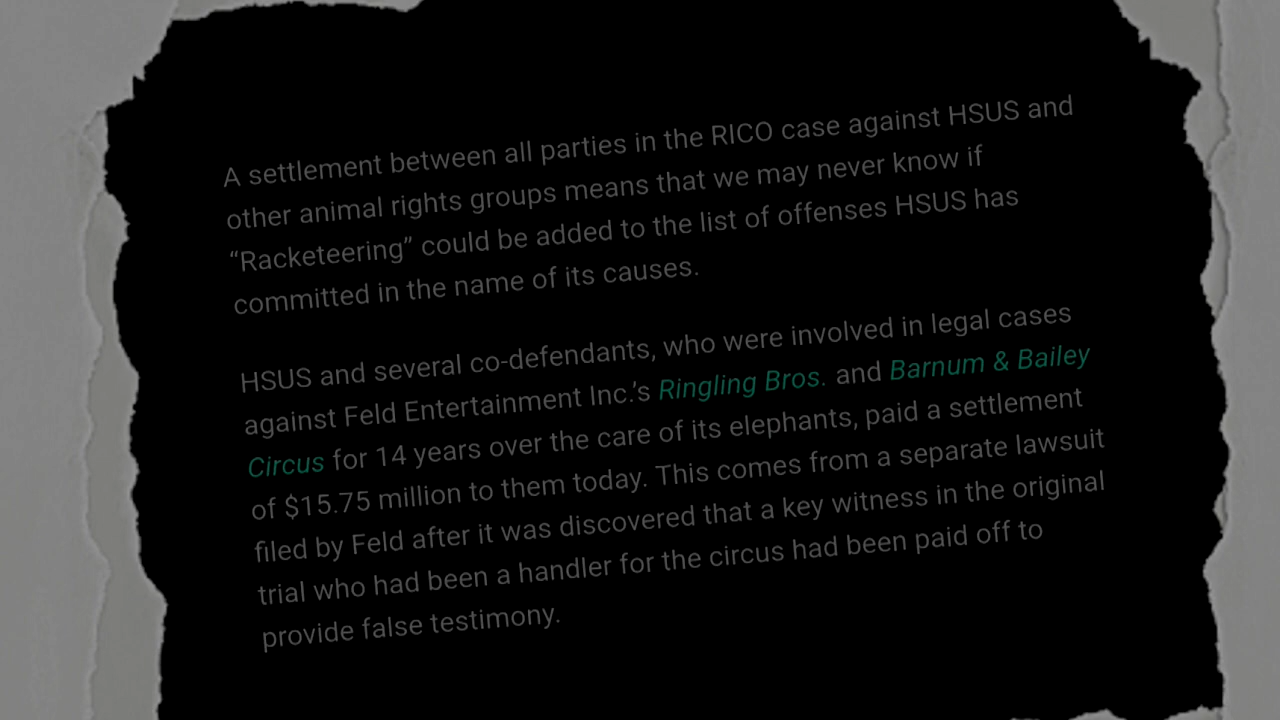 A settlement between all parties in the RICO case against HSUS and
other animal rights groups means that we may never know if
“Racketeering” could be added to the list of offenses HSUS has
committed in the name of its causes.
HSUS and several co-defendants, who were involved in legal cases
against Feld Entertainment Inc.’s Ringling Bros. and Barnum & Bailey
Circus for 14 years over the care of its elephants, paid a settlement
of $15.75 million to them today. This comes from a separate lawsuit
filed by Feld after it was discovered that a key witness in the original
trial who had been a handler for the circus had been paid off to
provide false testimony.